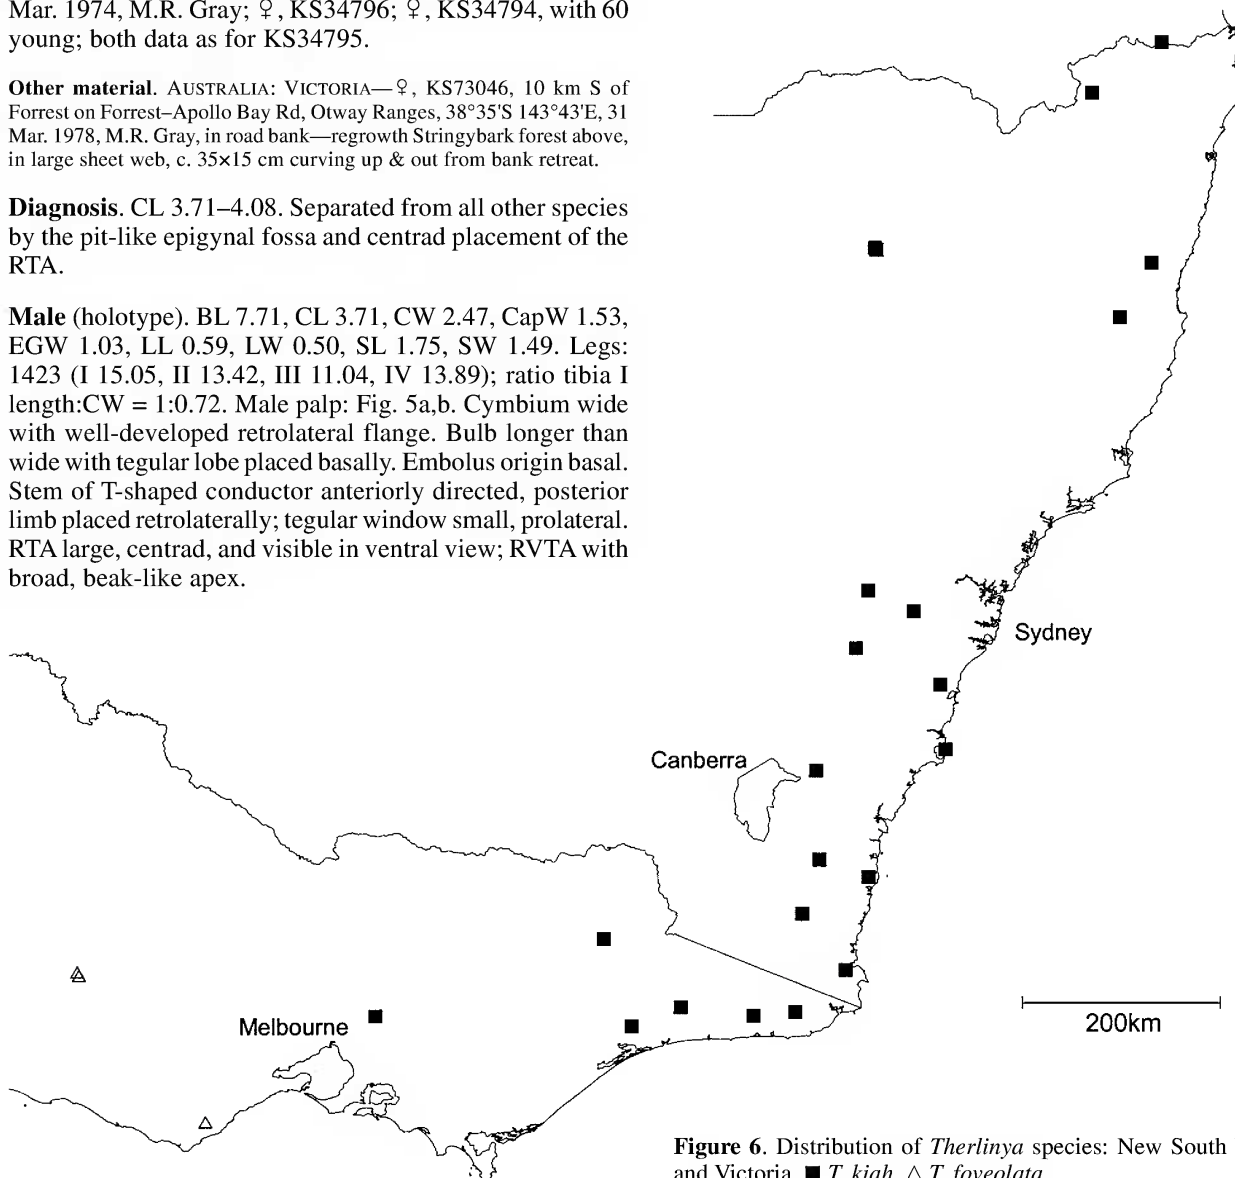 Mar. 1974, M.R. Gray; ♀, KS34796; ♀, KS34794, with 60
young; both data as for KS34795.
Other material. AUSTRALIA: VICTORIA—♀, KS73046, 10 km S of
Forrest on Forrest–Apollo Bay Rd, Otway Ranges, 38°35'S 143°43'E, 31
Mar. 1978, M.R. Gray, in road bank—regrowth Stringybark forest above,
in large sheet web, c. 35×15 cm curving up & out from bank retreat.
Diagnosis. CL 3.71–4.08. Separated from all other species
by the pit-like epigynal fossa and centrad placement of the
RTA.
Male (holotype). BL 7.71, CL 3.71, CW 2.47, CapW 1.53,
EGW 1.03, LL 0.59, LW 0.50, SL 1.75, SW 1.49. Legs:
1423 (I 15.05, II 13.42, III 11.04, IV 13.89); ratio tibia I
length:CW = 1:0.72. Male palp: Fig. 5a,b. Cymbium wide
with well-developed retrolateral flange. Bulb longer than
wide with tegular lobe placed basally. Embolus origin basal.
Stem of T-shaped conductor anteriorly directed, posterior
limb placed retrolaterally; tegular window small, prolateral.
RTA large, centrad, and visible in ventral view; RVTA with
broad, beak-like apex.
Sydney
Canberra
Melbourne
200km
Figure 6. Distribution of Therlinya species: New South
and Victoria. ■ T. kiah, △ T. foveolata